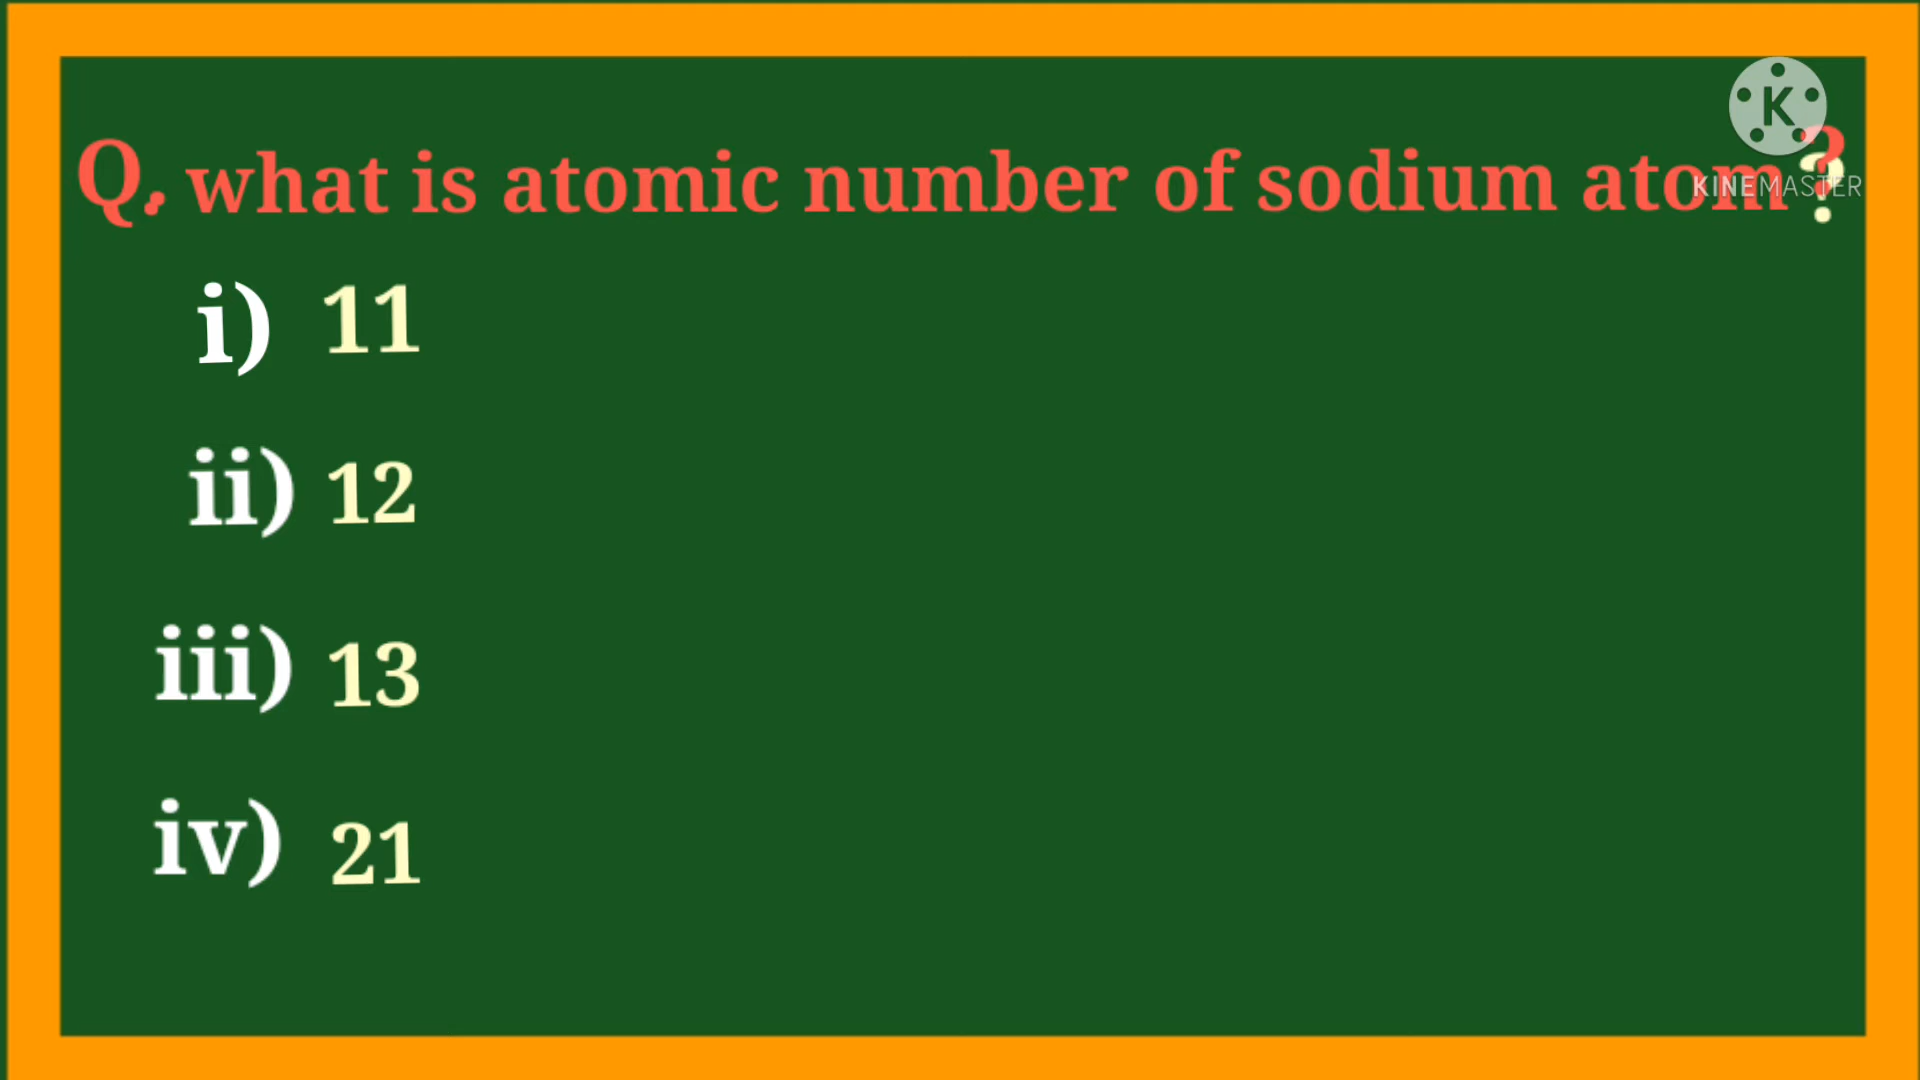 K
KINEMASTER
Q. what is atomic number of sodium atom?
i) 11
ii) 12
iii) 13
iv) 21